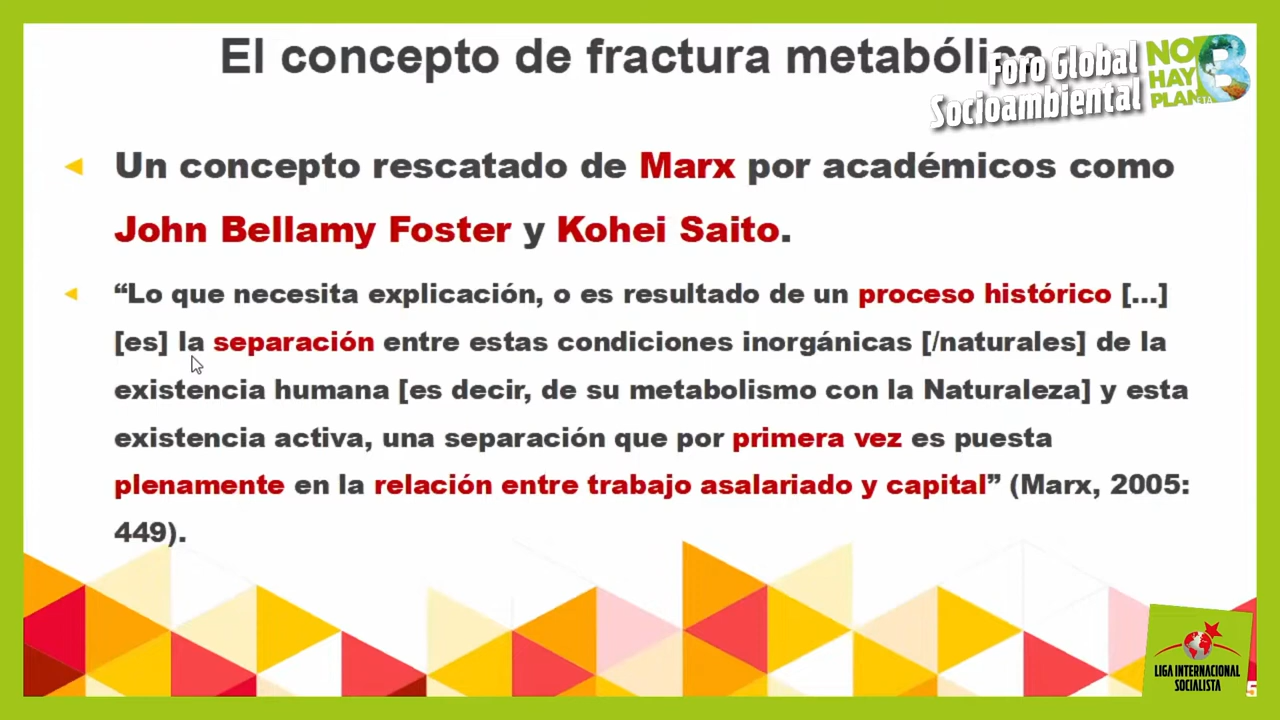 El concepto de fractura metabólica
Foro Global
Socioambiental
NO
HAY
PLAN B
ETA
Un concepto rescatado de Marx por académicos como
John Bellamy Foster y Kohei Saito.
“Lo que necesita explicación, o es resultado de un proceso histórico [...]
[es] la separación entre estas condiciones inorgánicas [/naturales] de la
existencia humana [es decir, de su metabolismo con la Naturaleza] y esta
existencia activa, una separación que por primera vez es puesta
plenamente en la relación entre trabajo asalariado y capital” (Marx, 2005:
449).
LIGA INTERNACIONAL
SOCIALISTA
5